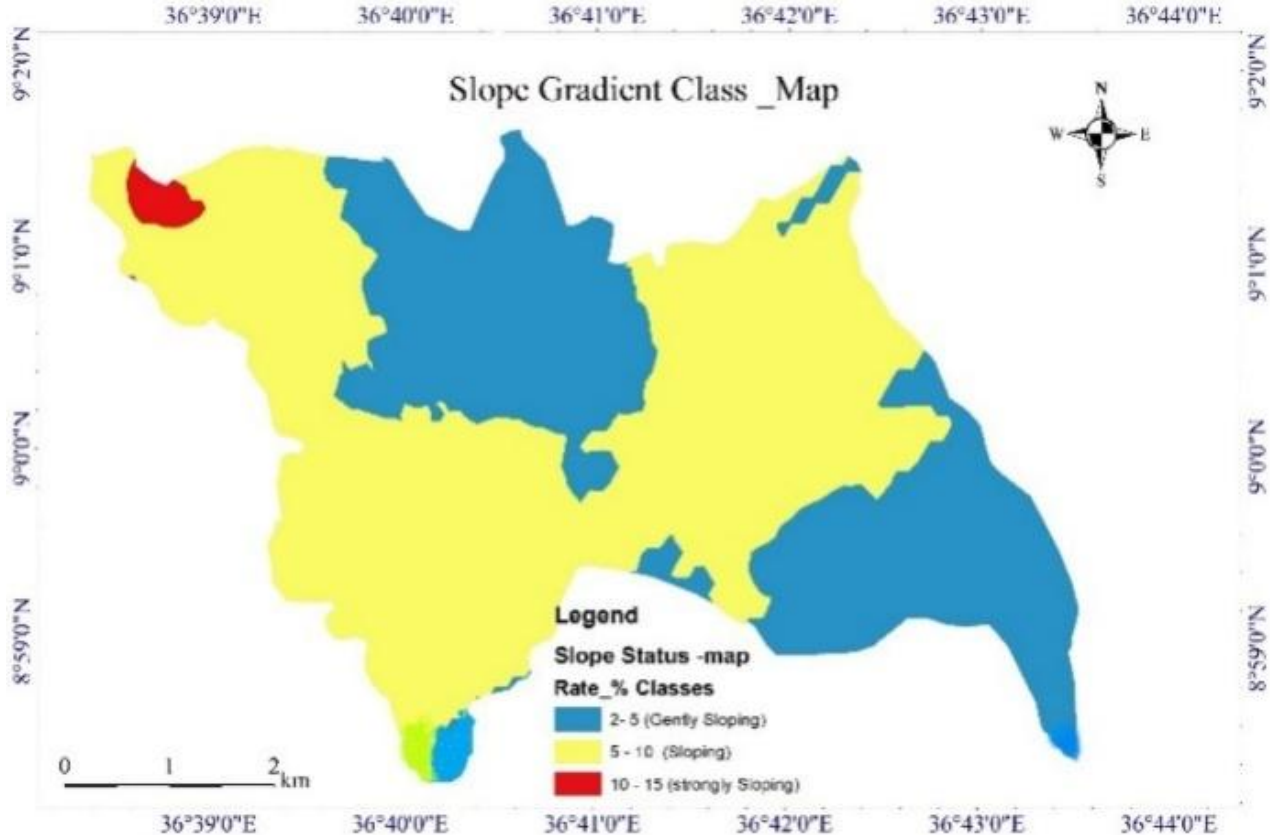 36°39'0"E 36°40'0"E 36°41'0"E 36°42'0"E 36°43'0"E 36°44'0"E
9°2'0"N 9°2'0"N
Slope Gradient Class _Map
N
W E
S
9°1'0"N 9°1'0"N
9°0'0"N 9°0'0"N
8°59'0"N 8°59'0"N
Legend
Slope Status -map
Rate_% Classes
2- 5 (Gently Sloping)
5 - 10 (Sloping)
10 - 15 (strongly Sloping)
0 1 2 km
36°39'0"E 36°40'0"E 36°41'0"E 36°42'0"E 36°43'0"E 36°44'0"E